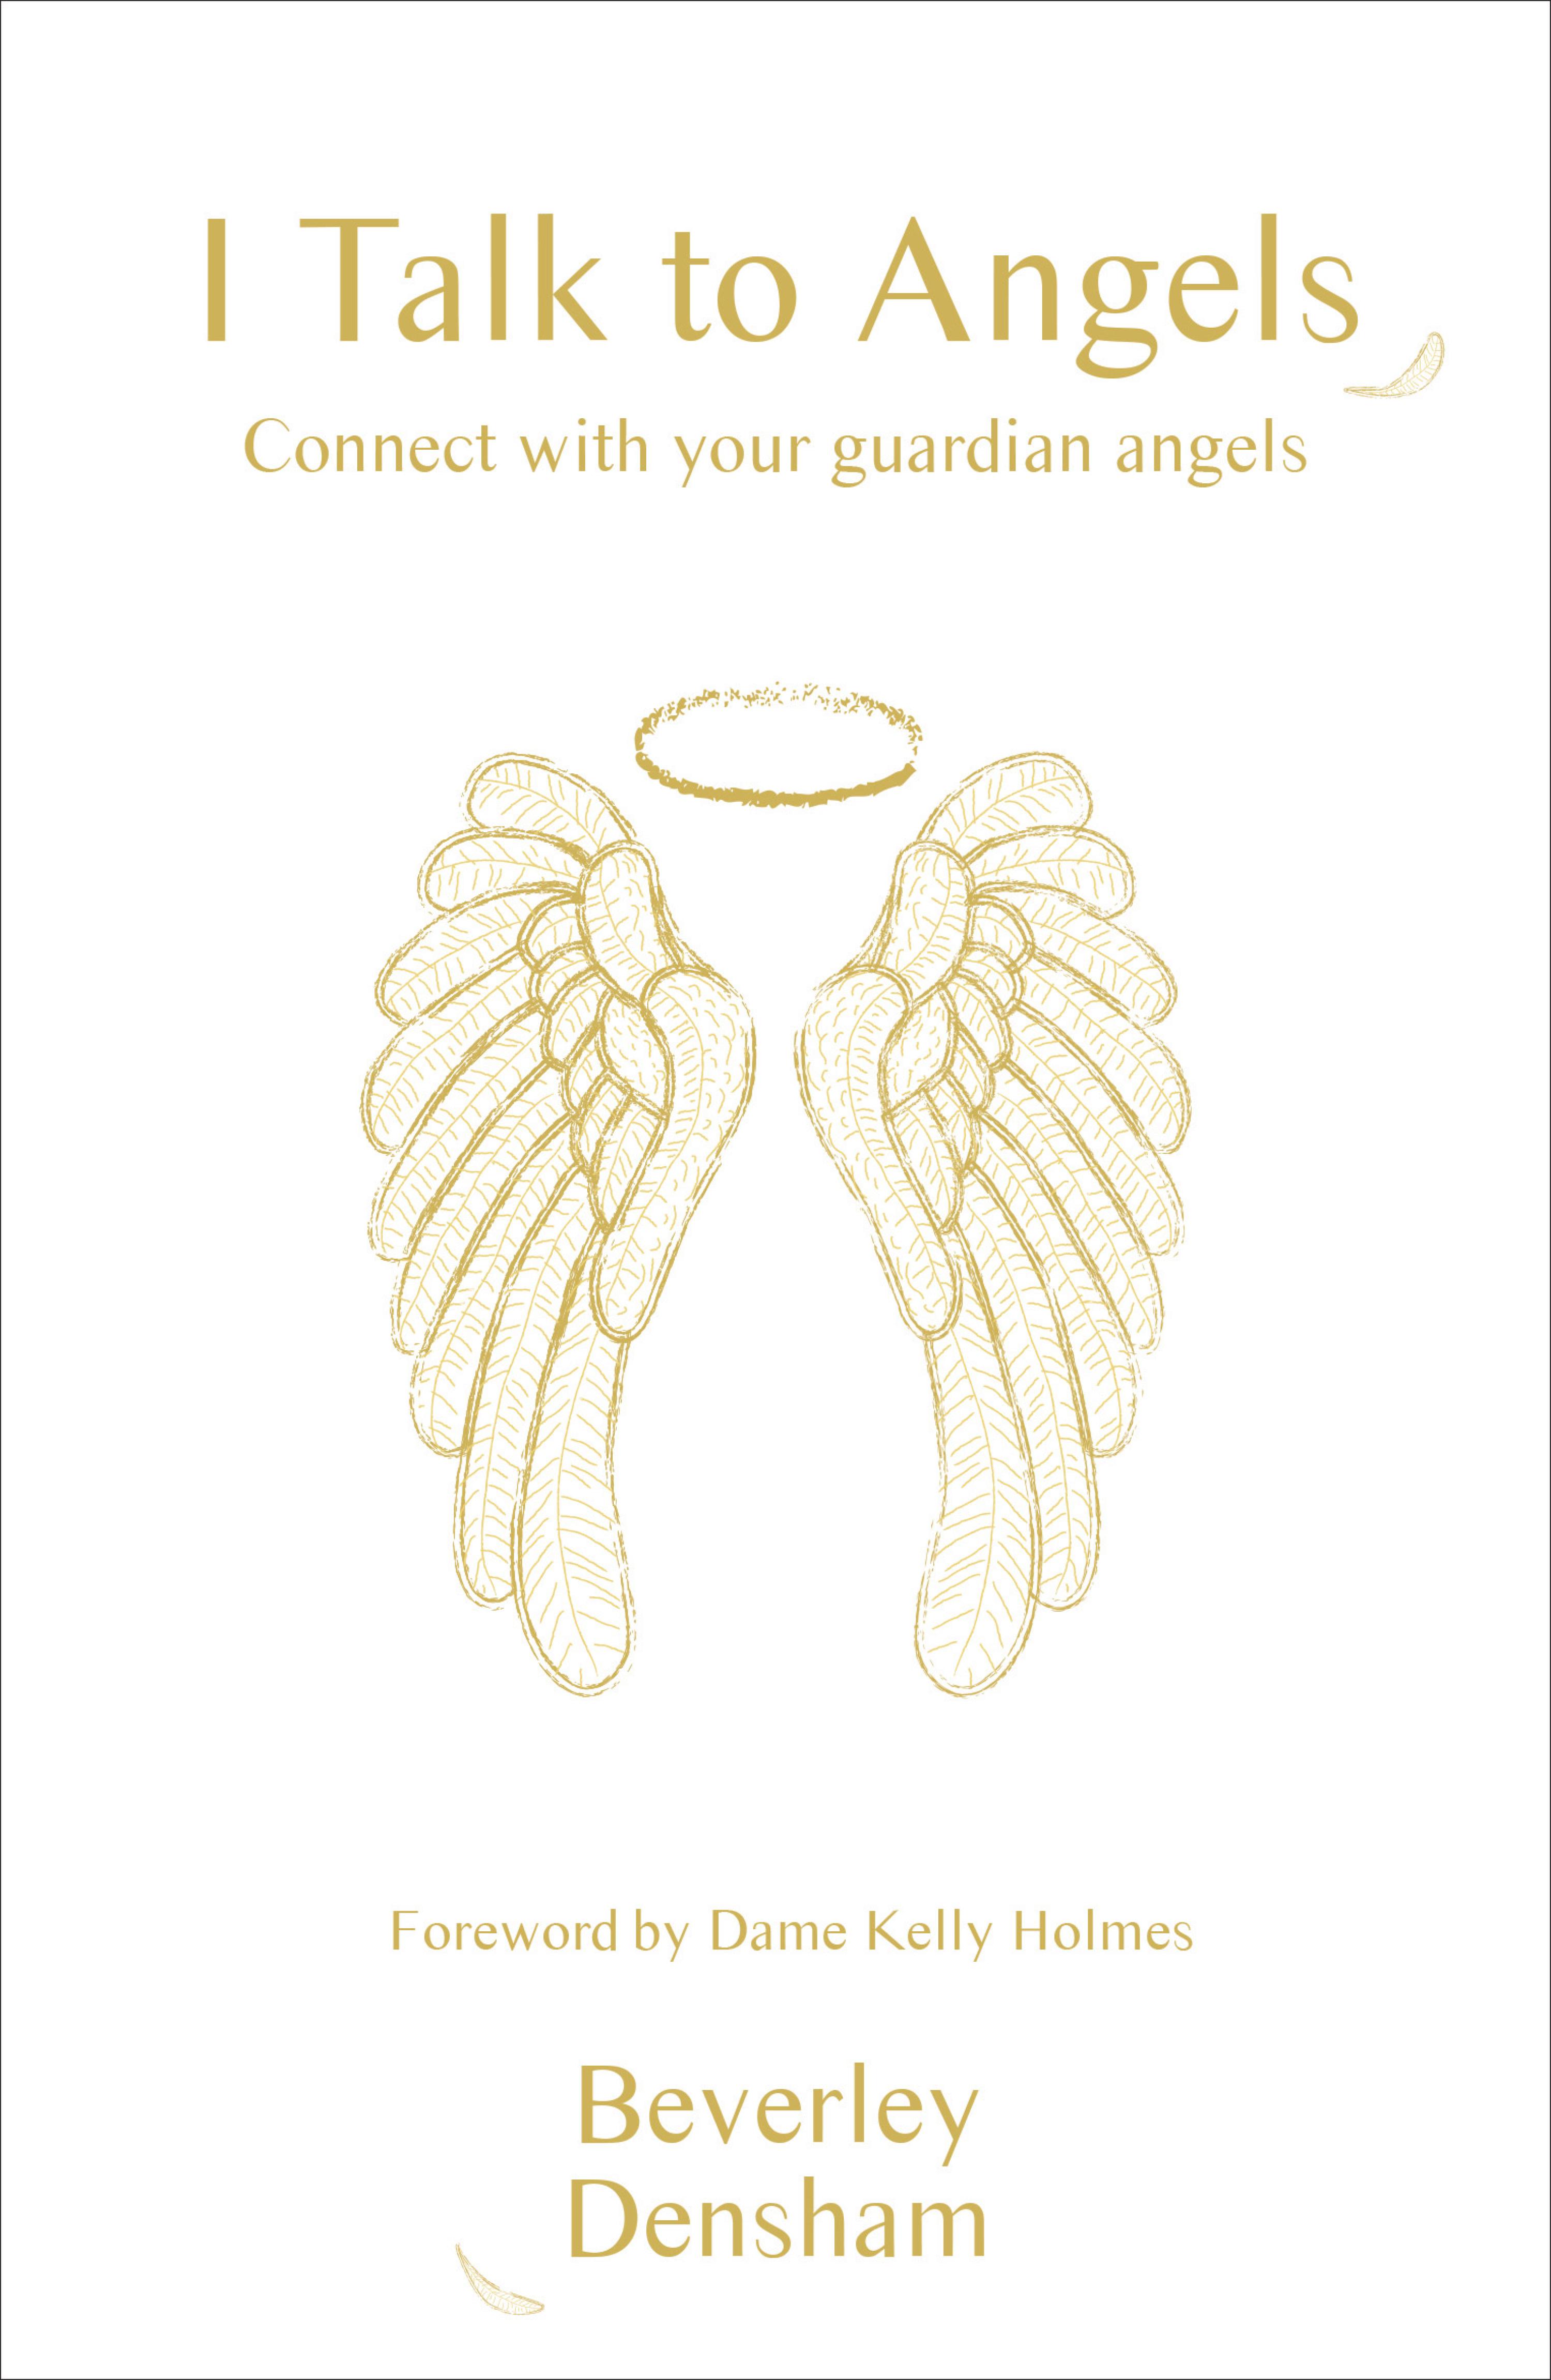 I Talk to Angels
Connect with your guardian angels
Foreword by Dame Kelly Holmes
Beverley
Densham